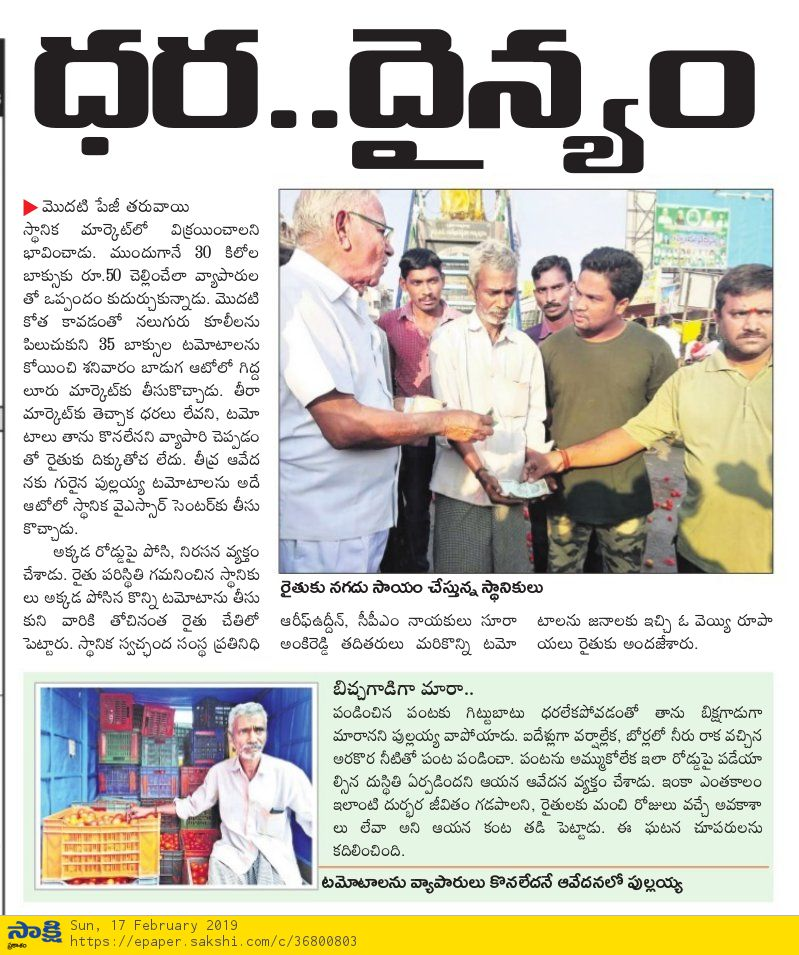 ధర..దైన్యం
మొదటి పేజీ తరువాయి
స్థానిక మార్కెట్‌లో విక్రయించాలని
భావించాడు. ముందుగానే 30 కిలోల
బాక్సుకు రూ.50 చెల్లించేలా వ్యాపారుల
తో ఒప్పందం కుదుర్చుకున్నాడు. మొదటి
కోత కావడంతో నలుగురు కూలీలను
పిలుచుకుని 35 బాక్సుల టమోటాలను
కోయించి శనివారం బాడుగ ఆటోలో గిద్ద
లూరు మార్కెట్‌కు తీసుకొచ్చాడు. తీరా
మార్కెట్‌కు తెచ్చాక ధరలు లేవని, టమో
టాలు తాను కొనలేనని వ్యాపారి చెప్పడం
తో రైతుకు దిక్కుతోచ లేదు. తీవ్ర ఆవేద
నకు గురైన పుల్లయ్య టమోటాలను అదే
ఆటోలో స్థానిక వైఎస్సార్ సెంటర్‌కు తీసు
కొచ్చాడు.
అక్కడ రోడ్డుపై పోసి, నిరసన వ్యక్తం
చేశాడు. రైతు పరిస్థితి గమనించిన స్థానికు
లు అక్కడ పోసిన కొన్ని టమోటాను తీసు
కుని వారికి తోచినంత రైతు చేతిలో
పెట్టారు. స్థానిక స్వచ్ఛంద సంస్థ ప్రతినిధి
రైతుకు నగదు సాయం చేస్తున్న స్థానికులు
ఆరీఫ్ఉద్దీన్, సీపీఎం నాయకులు సూరా
అంకిరెడ్డి తదితరులు మరికొన్ని టమో
టాలను జనాలకు ఇచ్చి ఓ వెయ్యి రూపా
యలు రైతుకు అందజేశారు.
బిచ్చగాడిగా మారా..
పండించిన పంటకు గిట్టుబాటు ధరలేకపోవడంతో తాను బిక్షగాడుగా
మారానని పుల్లయ్య వాపోయాడు. ఐదేళ్లుగా వర్షాల్లేక, బోర్లలో నీరు రాక వచ్చిన
అరకొర నీటితో పంట పండించా. పంటను అమ్ముకోలేక ఇలా రోడ్డుపై పడేయా
ల్సిన దుస్థితి ఏర్పడిందని ఆయన ఆవేదన వ్యక్తం చేశాడు. ఇంకా ఎంతకాలం
ఇలాంటి దుర్భర జీవితం గడపాలని, రైతులకు మంచి రోజులు వచ్చే అవకాశా
లు లేవా అని ఆయన కంట తడి పెట్టాడు. ఈ ఘటన చూపరులను
కదిలించింది.
టమోటాలను వ్యాపారులు కొనలేదనే ఆవేదనలో పుల్లయ్య
సాక్షి
ప్రకాశం
Sun, 17 February 2019
https://epaper.sakshi.com/c/36800803